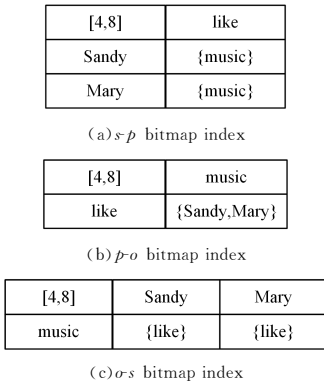 [4,8] like
Sandy {music}
Mary {music}
(a)s-p bitmap index
[4,8] music
like {Sandy,Mary}
(b)p-o bitmap index
[4,8] Sandy Mary
music {like} {like}
(c)o-s bitmap index